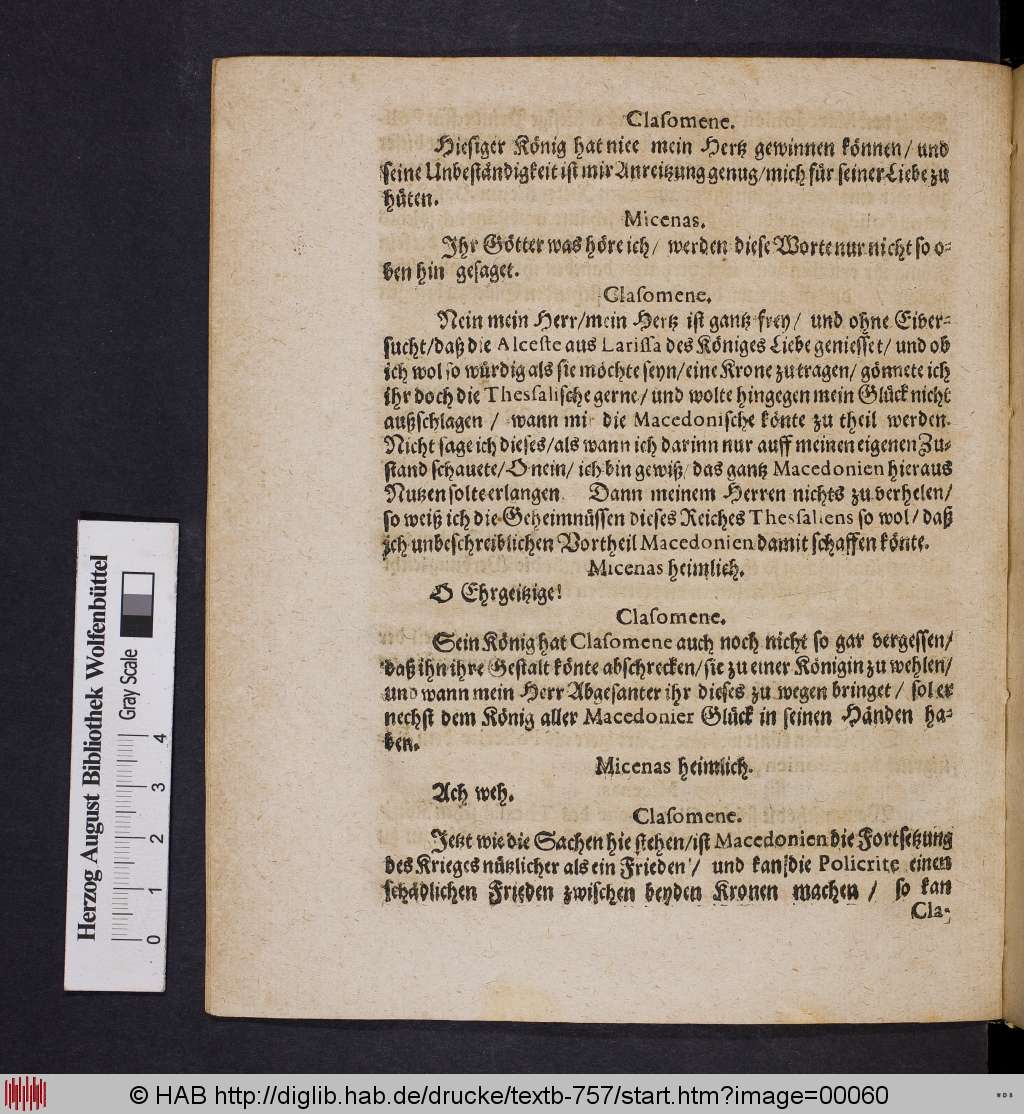 Clasomene.
Hiesiger König hat niee mein Hertz gewinnen können/ und
seine Unbeständigkeit ist mir Anreitzung genug/ mich für seiner Liebe zu
hüten.
Micenas.
Ihr Götter was höre ich/ werden diese Worte nur nicht so o-
ben hin gesaget.
Clasomene.
Nein mein Herr/ mein Hertz ist gantz frey/ und ohne Eiver-
sucht/ daß die Alceste aus Larissa des Königes Liebe geniesset/ und ob
ich wol so würdig als sie möchte seyn/ eine Krone zu tragen/ gönnete ich
ihr doch die Thessalische gerne/ und wolte hingegen mein Glück nicht
außschlagen / wann mir die Macedonische könte zu theil werden.
Nicht sage ich dieses/ als wann ich darinn nur auff meinen eigenen Zu-
stand schauete/ O nein/ ich bin gewiß/ das gantz Macedonien hieraus
Nutzen solte erlangen. Dann meinem Herren nichts zu verhelen/
so weiß ich die Geheimnüssen dieses Reiches Thessaliens so wol/ daß
ich unbeschreiblichen Vortheil Macedonien damit schaffen könte.
Micenas heimlich.
O Ehrgeitzige!
Clasomene.
Sein König hat Clasomene auch noch nicht so gar vergessen/
daß ihn ihre Gestalt könte abschrecken/ sie zu einer Königin zu wehlen/
und wann mein Herr Abgesanter ihr dieses zu wegen bringet / sol er
nechst dem König aller Macedonier Glück in seinen Händen ha-
ben.
Micenas heimlich.
Ach weh.
Clasomene.
Jetzt wie die Sachen hie stehen/ ist Macedonien die Fortsetzung
des Krieges nützlicher als ein Frieden / und kan die Policrite einen
schädlichen Frieden zwischen beyden Kronen machen / so kan
Cla-
Herzog August Bibliothek Wolfenbüttel
Gray Scale
0 1 2 3 4
© HAB http://diglib.hab.de/drucke/textb-757/start.htm?image=00060